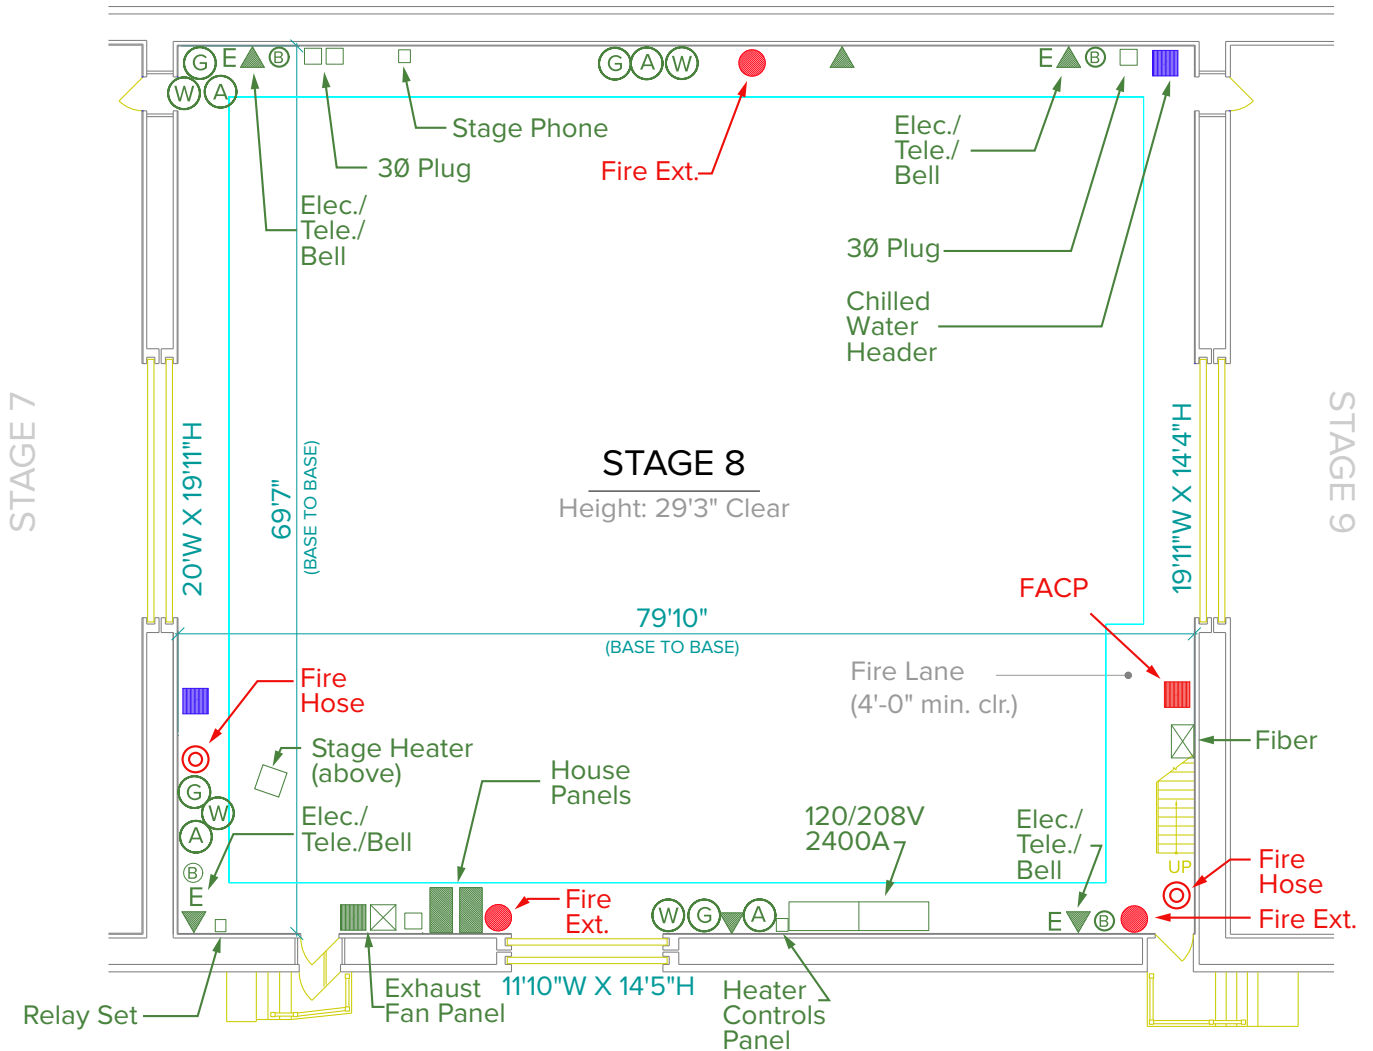 G E B
W A
G A W
E B
Stage Phone
3Ø Plug
Elec./
Tele./
Bell
Fire Ext.
Elec./
Tele./
Bell
3Ø Plug
Chilled
Water
Header
STAGE 7
20'W X 19'11"H
69'7"
(BASE TO BASE)
STAGE 8
Height: 29'3" Clear
19'11"W X 14'4"H
STAGE 9
79'10"
(BASE TO BASE)
FACP
Fire Lane
(4'-0" min. clr.)
Fire
Hose
Fiber
Stage Heater
(above)
House
Panels
G
W
A
B
E
Elec./
Tele./Bell
120/208V
2400A
Elec./
Tele./
Bell
UP
Fire
Hose
Fire
Ext.
W G A
E B
Fire Ext.
Relay Set
Exhaust
Fan Panel
11'10"W X 14'5"H
Heater
Controls
Panel